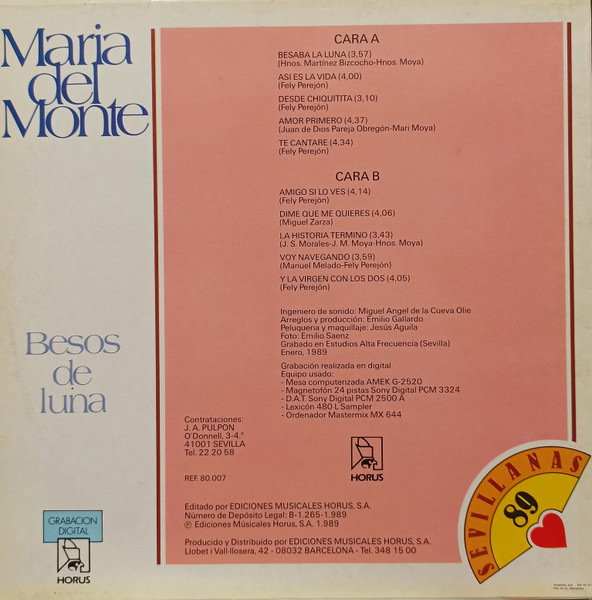 Maria
del
Monte
CARA A
BESABA LA LUNA (3,57)
(Hnos. Martínez Bizcocho-Hnos. Moya)
ASI ES LA VIDA (4,00)
(Fely Perejón)
DESDE CHIQUITITA (3,10)
(Fely Perejón)
AMOR PRIMERO (4,37)
(Juan de Dios Pareja Obregón-Mari Moya)
TE CANTARE (4,34)
(Fely Perejón)
CARA B
AMIGO SI LO VES (4,14)
(Fely Perejón)
DIME QUE ME QUIERES (4,06)
(Miguel Zarza)
LA HISTORIA TERMINO (3,43)
(J. S. Morales-J. M. Moya-Hnos. Moya)
VOY NAVEGANDO (3,59)
(Manuel Melado-Fely Perejón)
Y LA VIRGEN CON LOS DOS (4,05)
(Fely Perejón)
Ingeniero de sonido: Miguel Angel de la Cueva Olie
Arreglos y producción: Emilio Gallardo
Peluqueria y maquillaje: Jesús Aguila
Foto: Emilio Saenz
Grabado en Estudios Alta Frecuencia (Sevilla)
Enero, 1989
Grabación realizada en digital
Equipo usado:
- Mesa computerizada AMEK G-2520
- Magnetofón 24 pistas Sony Digital PCM 3324
- D.A.T. Sony Digital PCM 2500 A
- Lexicón 480 L Sampler
- Ordenador Mastermix MX 644
Besos
de
luna
Contrataciones:
J. A. PULPON
O'Donnell, 3-4.º
41001 SEVILLA
Tel. 22 20 58
REF. 80.007
HORUS
Editado por EDICIONES MUSICALES HORUS, S.A.
Número de Depósito Legal: B-1.265-1.989
℗ Ediciones Músicales Horus, S.A. 1.989
Producido y Distribuido por EDICIONES MUSICALES HORUS, S.A.
Llobet i Vall-llosera, 42 - 08032 BARCELONA - Tel. 348 15 00
GRABACION
DIGITAL
HORUS
SEVILLANAS
89